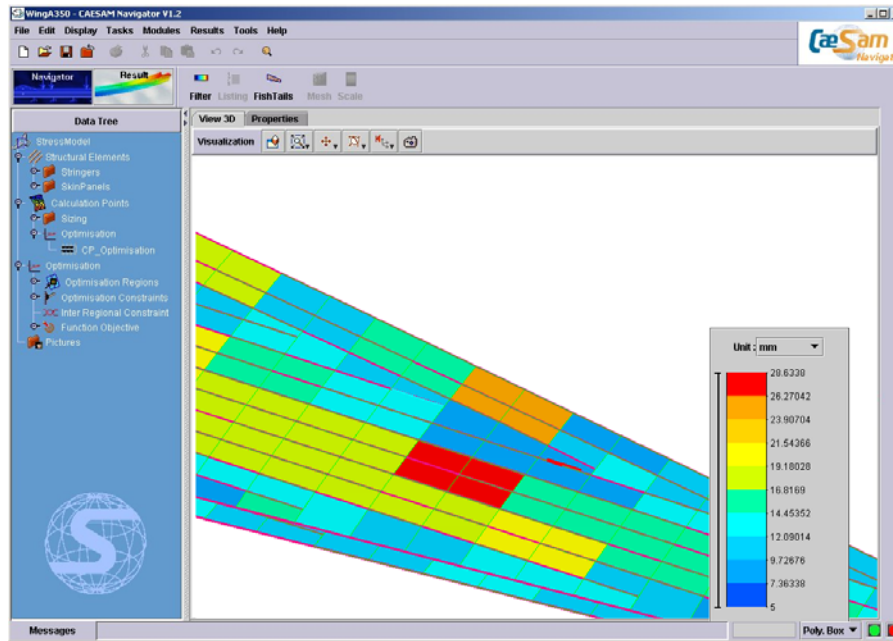 WingA350 - CAESAM Navigator V1.2
File Edit Display Tasks Modules Results Tools Help
CaeSam
Navigator
Navigator Result
Filter Listing FishTails Mesh Scale
Data Tree
View 3D Properties
StressModel
Visualization
Structural Elements
Stringers
SkinPanels
Calculation Points
Sizing
Optimisation
CP_Optimisation
Optimisation
Optimisation Regions
Optimisation Constraints
Inter Regional Constraint
Function Objective
Pictures
Unit : mm
28.6338
26.27042
23.90704
21.54366
19.18028
16.8169
14.45352
12.09014
9.72676
7.36338
5
Messages
Poly. Box